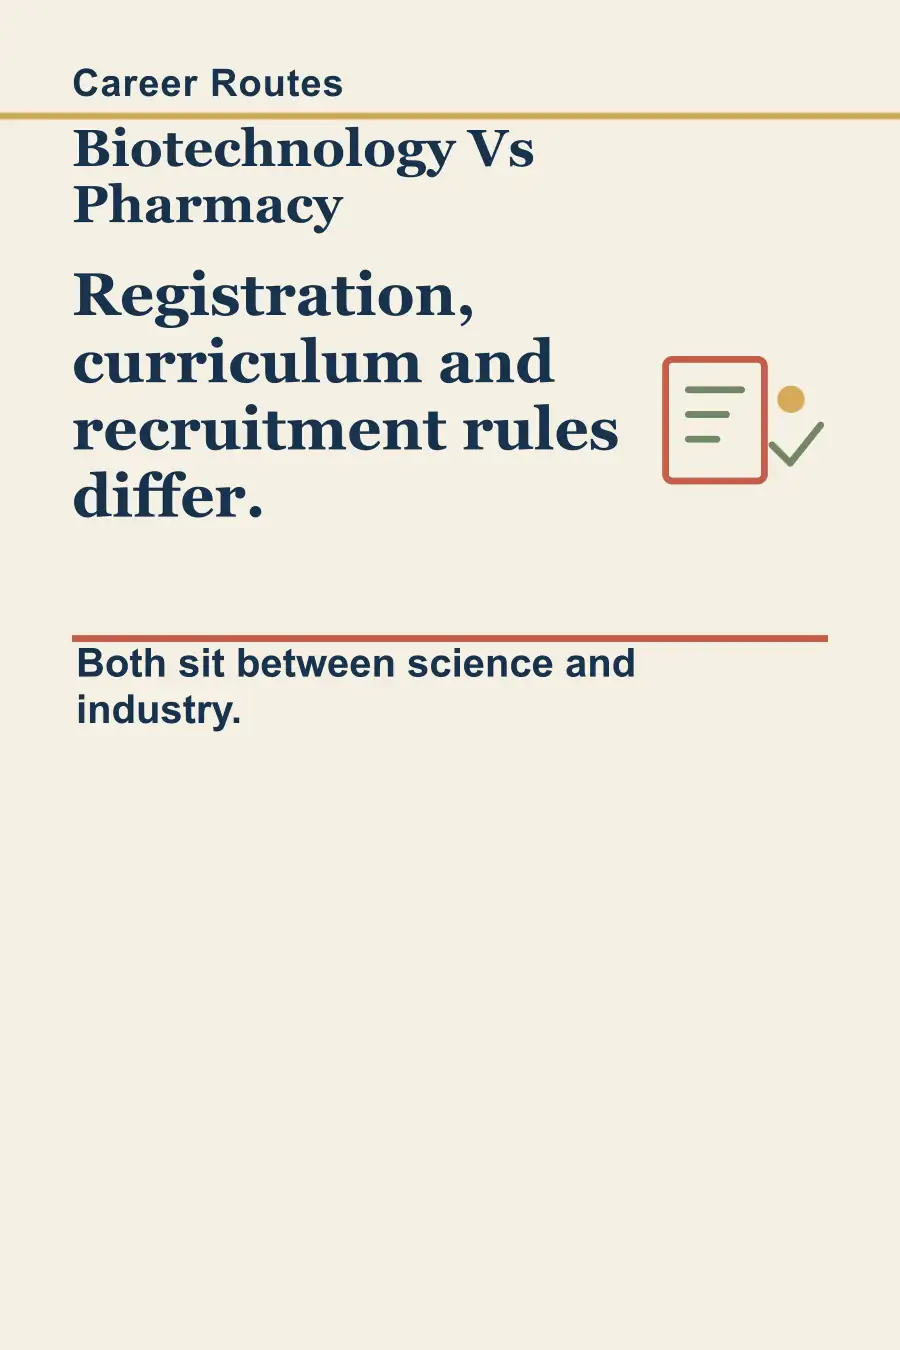 Career Routes
Biotechnology Vs
Pharmacy
Registration,
curriculum and
recruitment rules
differ.
Both sit between science and
industry.